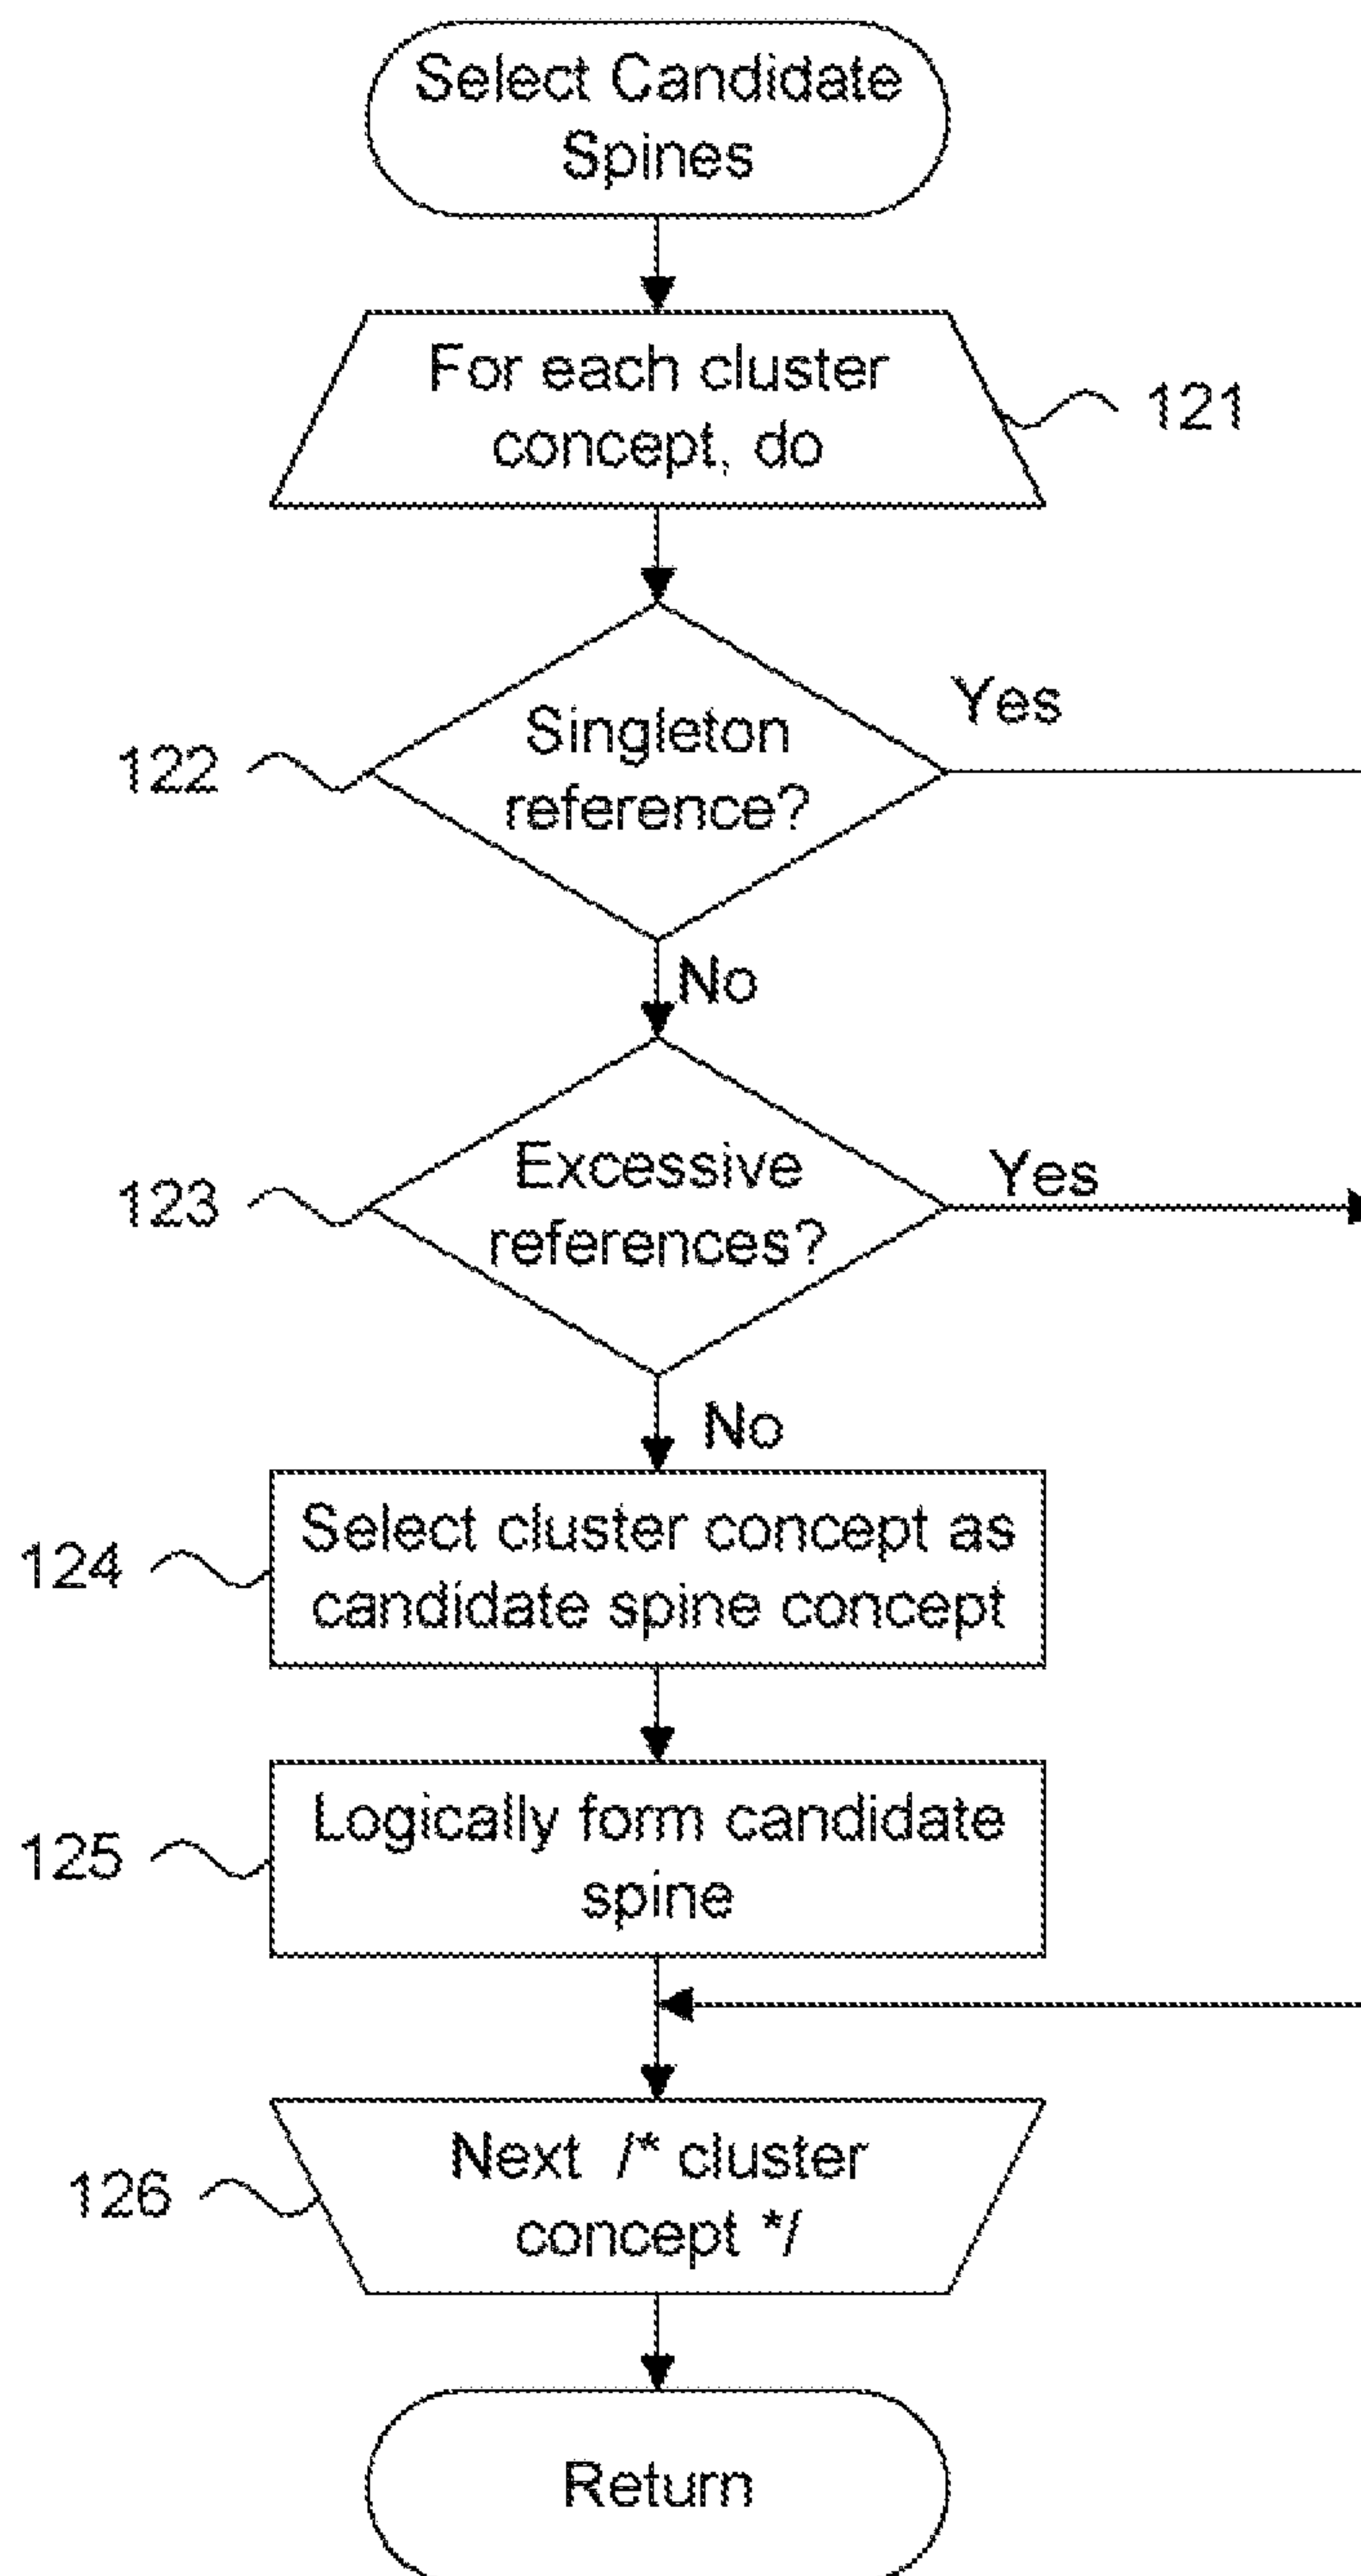 Select Candidate
Spines
For each cluster
concept, do
121
Singleton
reference?
Yes
122
No
Excessive
references?
Yes
123
No
Select cluster concept as
candidate spine concept
124
Logically form candidate
spine
125
Next /* cluster
concept */
126
Return